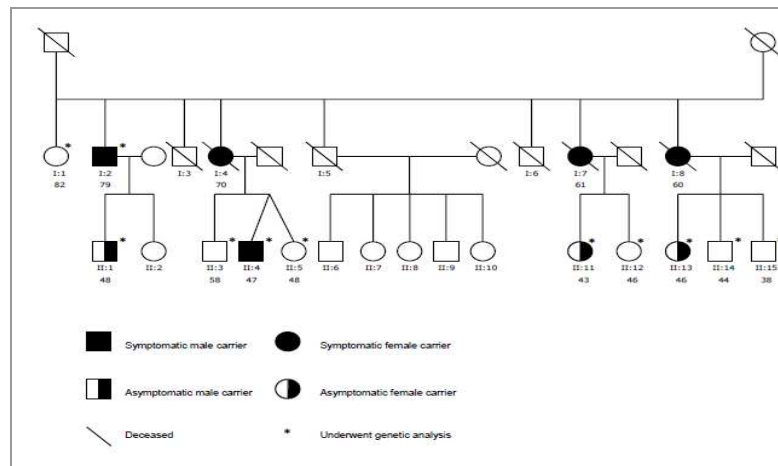 * *
I:1 I:2 I:3 I:4 I:5 I:6 I:7 I:8
82 79 70 61 60
* * * * * * * * *
II:1 II:2 II:3 II:4 II:5 II:6 II:7 II:8 II:9 II:10 II:11 II:12 II:13 II:14 II:15
48 58 47 48 43 46 46 44 38
Symptomatic male carrier Symptomatic female carrier
Asymptomatic male carrier Asymptomatic female carrier
Deceased * Underwent genetic analysis